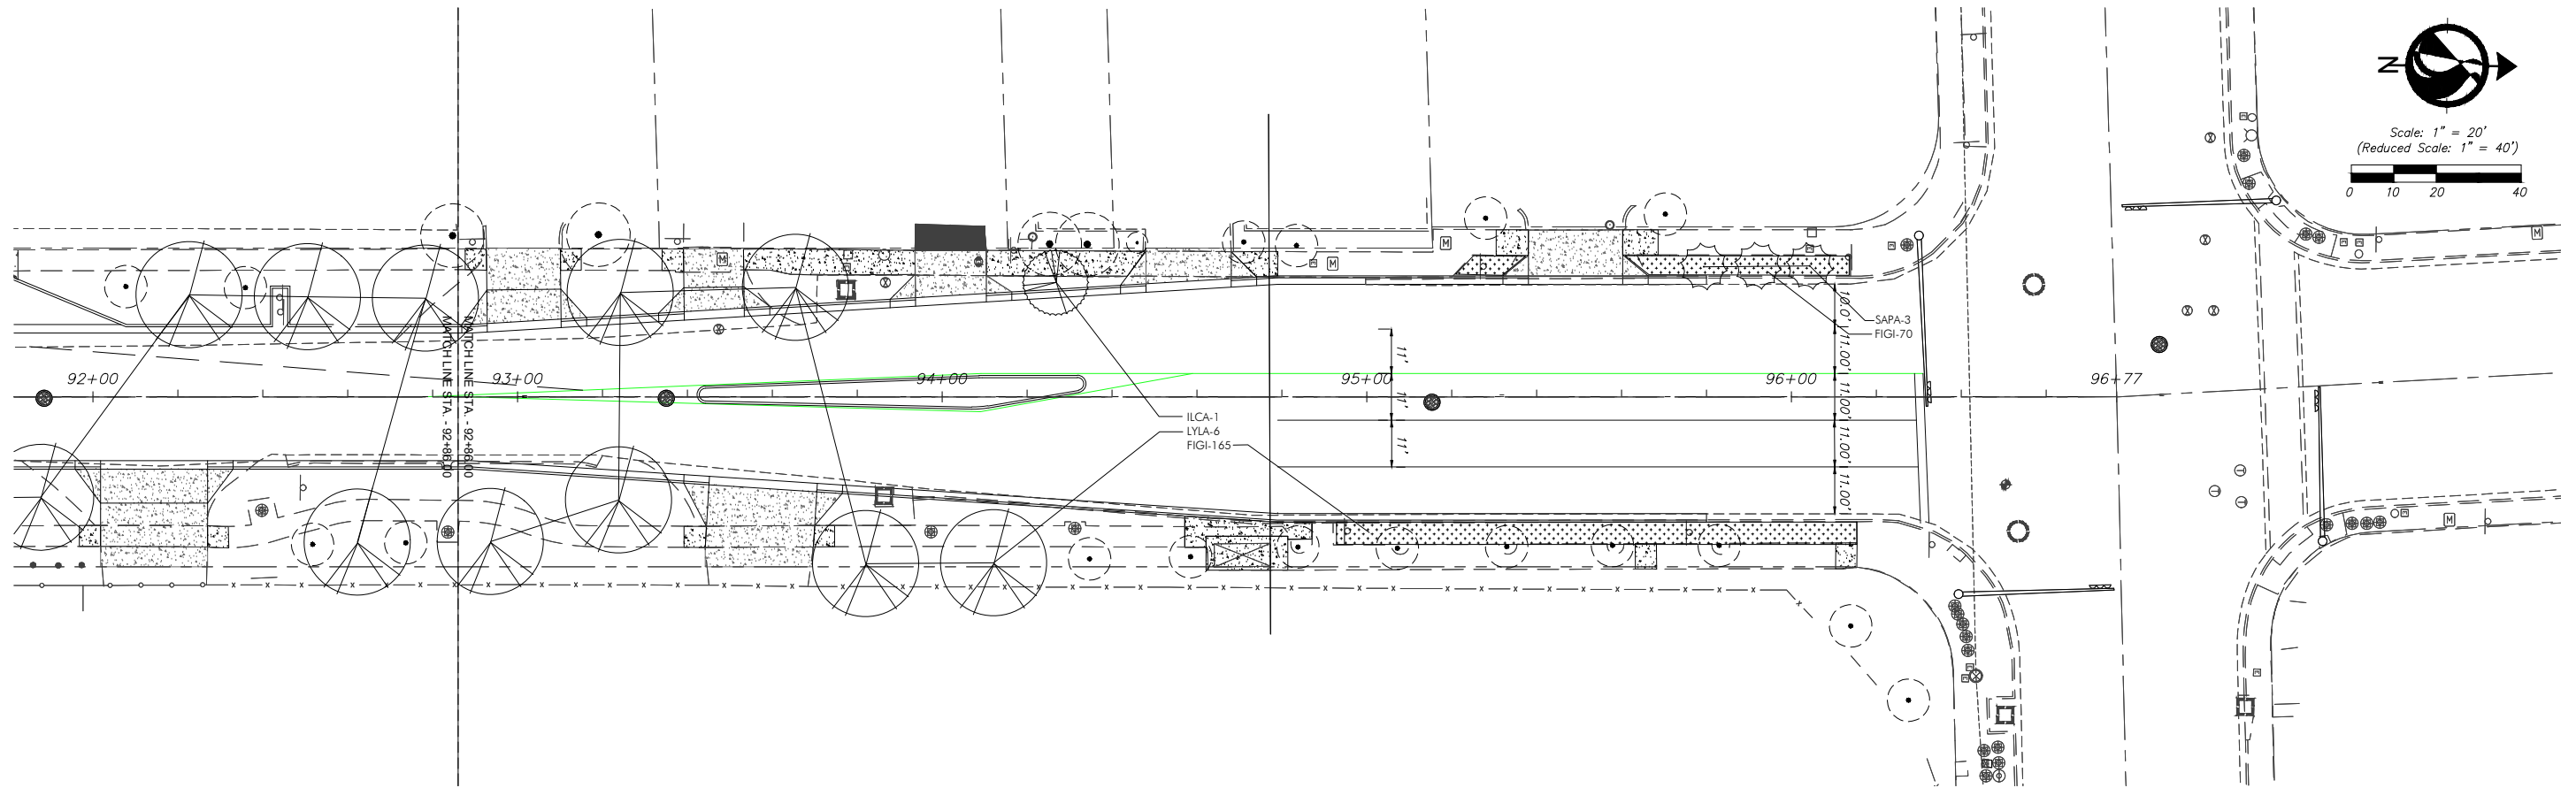 N
Scale: 1" = 20'
(Reduced Scale: 1" = 40')
0 10 20 40
M
M
M
M
M
MATCH LINE STA. - 92+86.00
MATCH LINE STA. - 92+86.00
92+00
93+00
94+00
95+00
96+00
96+77
SAPA-3
FIGI-70
ILCA-1
LYLA-6
FIGI-165
11'
11'
11'
10.0'
11.00'
11.00'
11.00'
11.00'
M